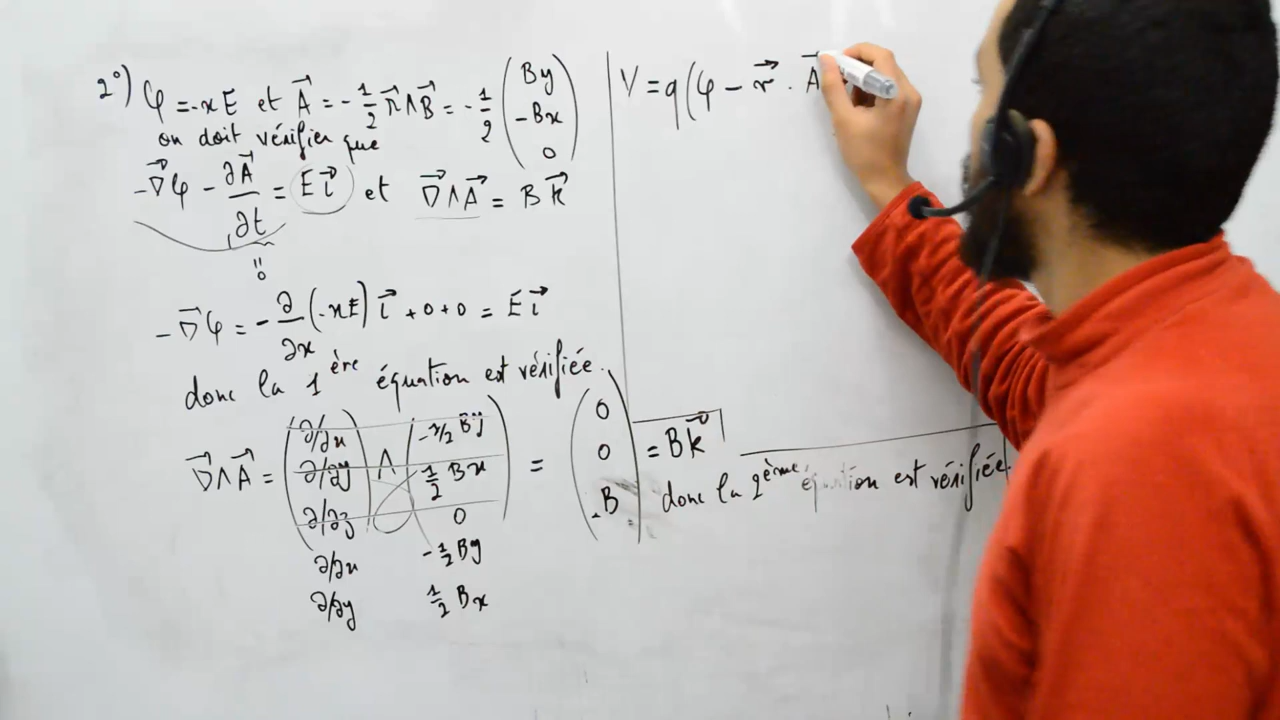 2°) φ = -xE et A⃗ = -1/2 r⃗ ∧ B⃗ = -1/2 (By -Bx 0)
on doit vérifier que
-∇⃗φ - ∂A⃗/∂t = E i⃗ et ∇⃗ ∧ A⃗ = B k⃗
"0
-∇⃗φ = -∂/∂x (-xE) i⃗ + 0 + 0 = E i⃗
donc la 1ère équation est vérifiée.
∇⃗ ∧ A⃗ = (∂/∂x ∂/∂y ∂/∂z) ∧ (-1/2 By 1/2 Bx 0) = (0 0 B) = B k⃗
∂/∂x -1/2 By
∂/∂y 1/2 Bx
donc la 2ème équation est vérifiée.
V = q(φ - v⃗ . A⃗